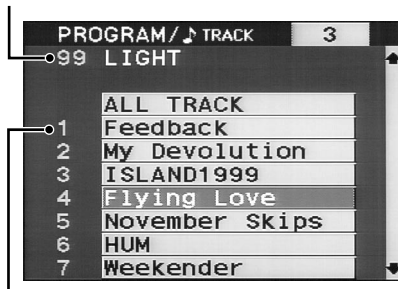 PROGRAM/♪ TRACK 3
99 LIGHT
ALL TRACK
1 Feedback
2 My Devolution
3 ISLAND1999
4 Flying Love
5 November Skips
6 HUM
7 Weekender